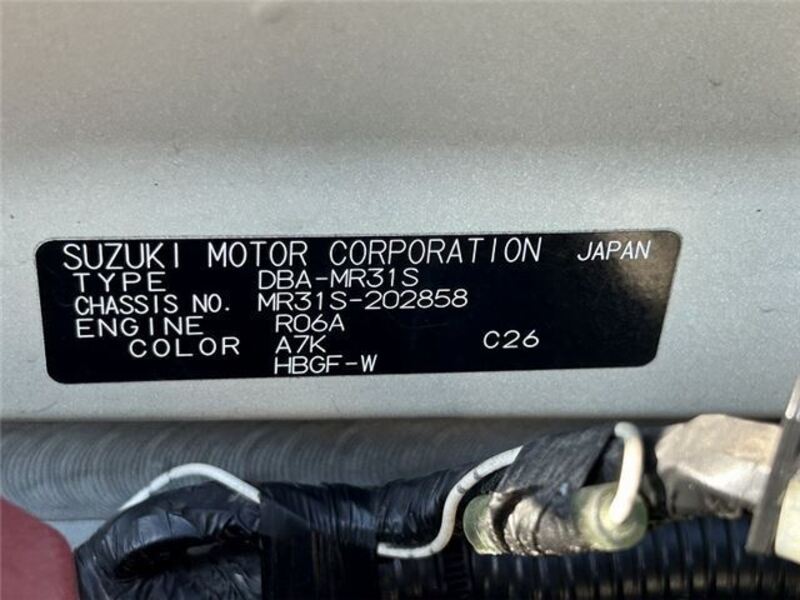 SUZUKI MOTOR CORPORATION JAPAN
TYPE DBA-MR31S
CHASSIS NO. MR31S-202858
ENGINE R06A
COLOR A7K C26
HBGF-W